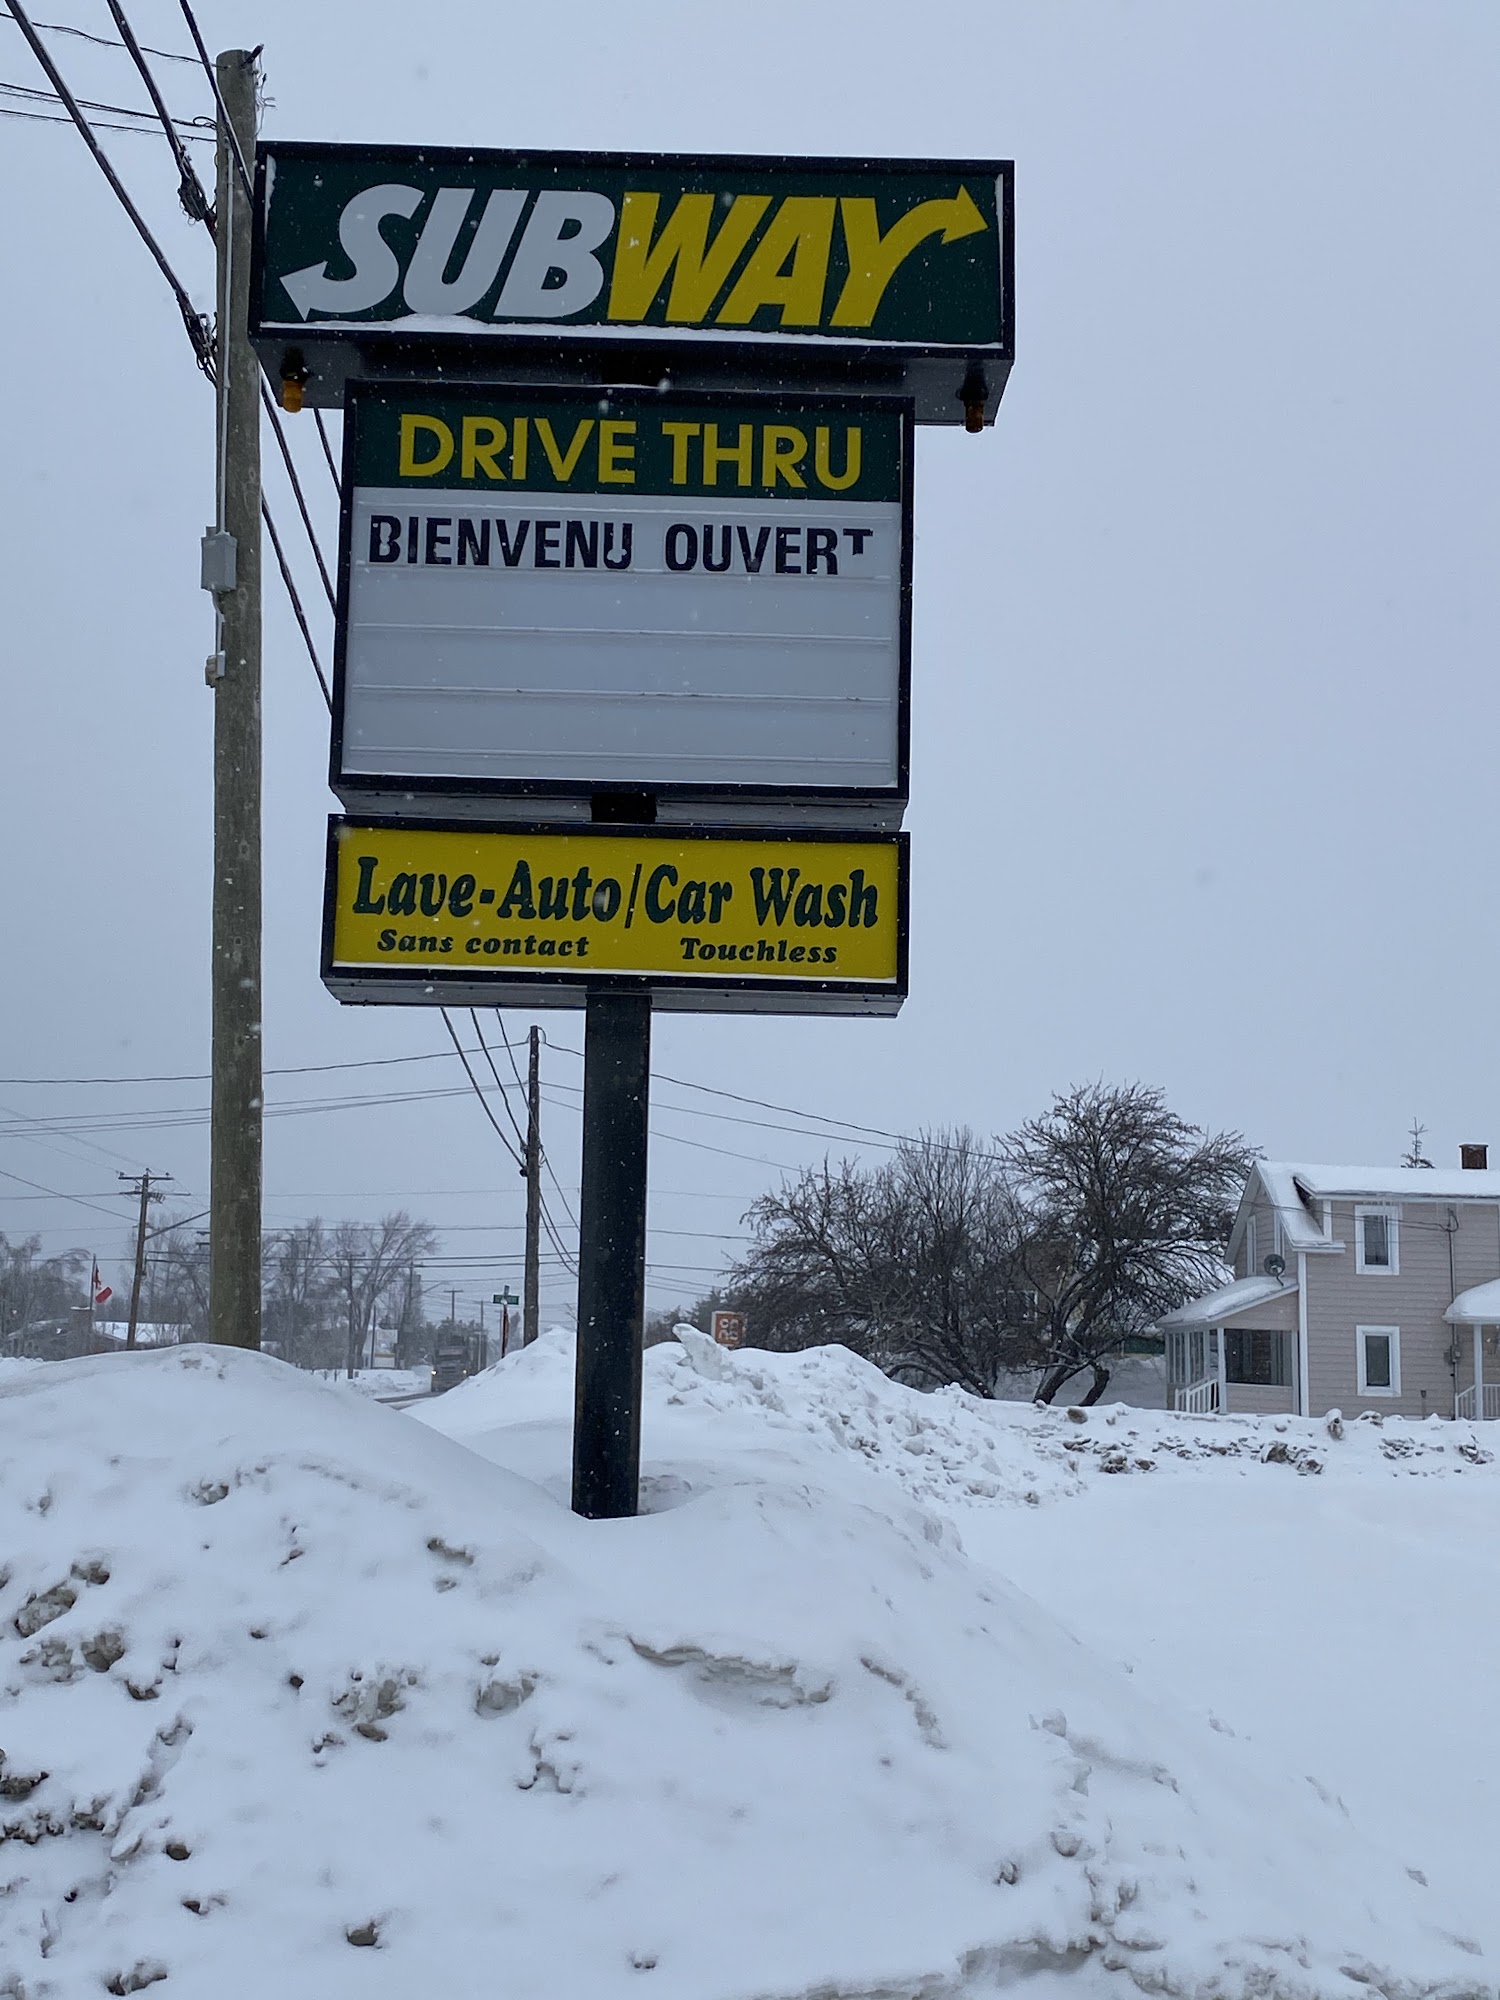 SUBWAY
DRIVE THRU
BIENVENU OUVERT
Lave-Auto/Car Wash
Sans contact Touchless